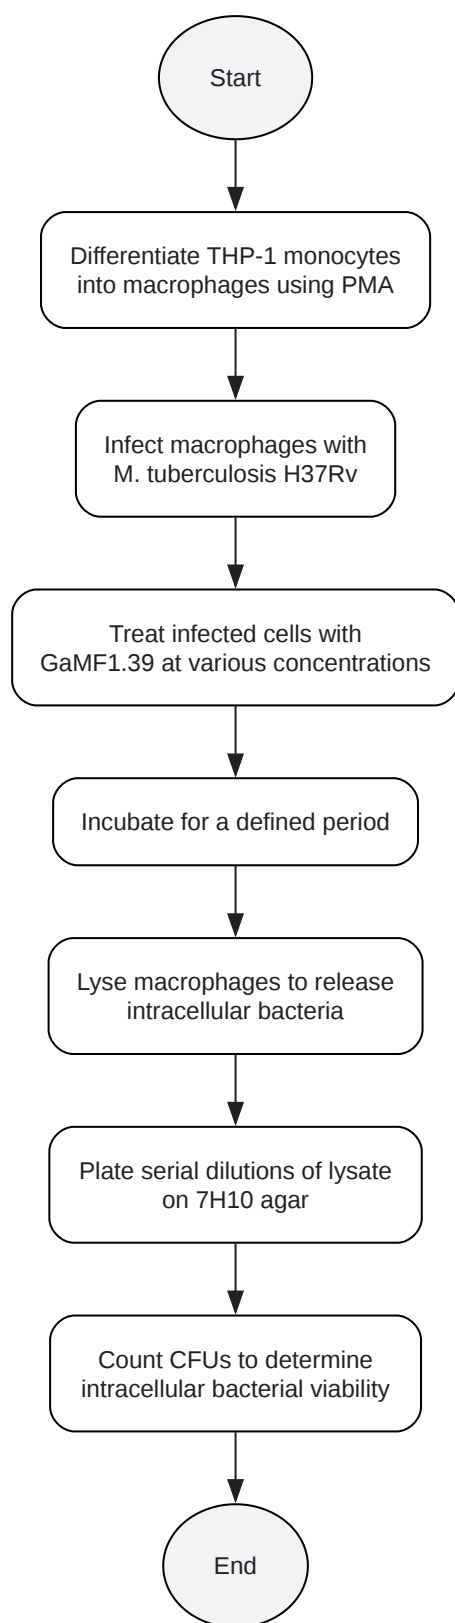 Start
Differentiate THP-1 monocytes
into macrophages using PMA
Infect macrophages with
M. tuberculosis H37Rv
Treat infected cells with
GaMF1.39 at various concentrations
Incubate for a defined period
Lyse macrophages to release
intracellular bacteria
Plate serial dilutions of lysate
on 7H10 agar
Count CFUs to determine
intracellular bacterial viability
End